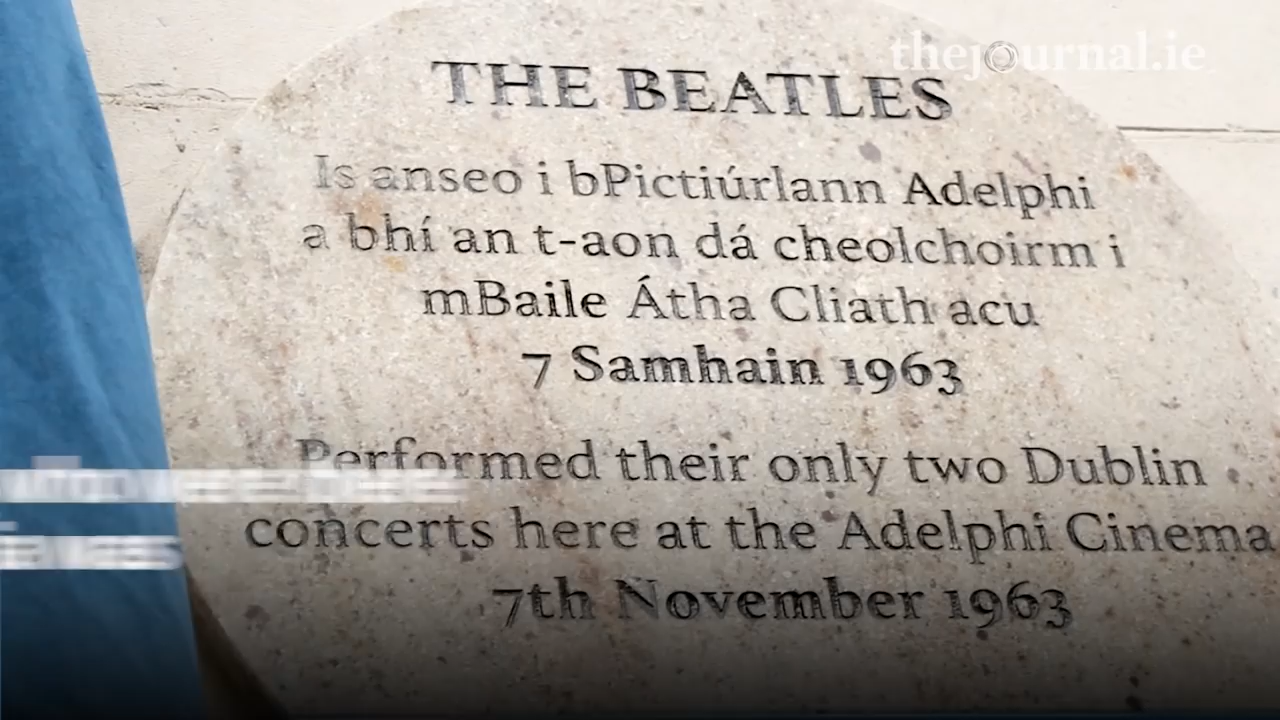 thejournal.ie
THE BEATLES
Is anseo i bPictiúrlann Adelphi
a bhí an t-aon dá cheolchoirm i
mBaile Átha Cliath acu
7 Samhain 1963
Performed their only two Dublin
concerts here at the Adelphi Cinema
7th November 1963